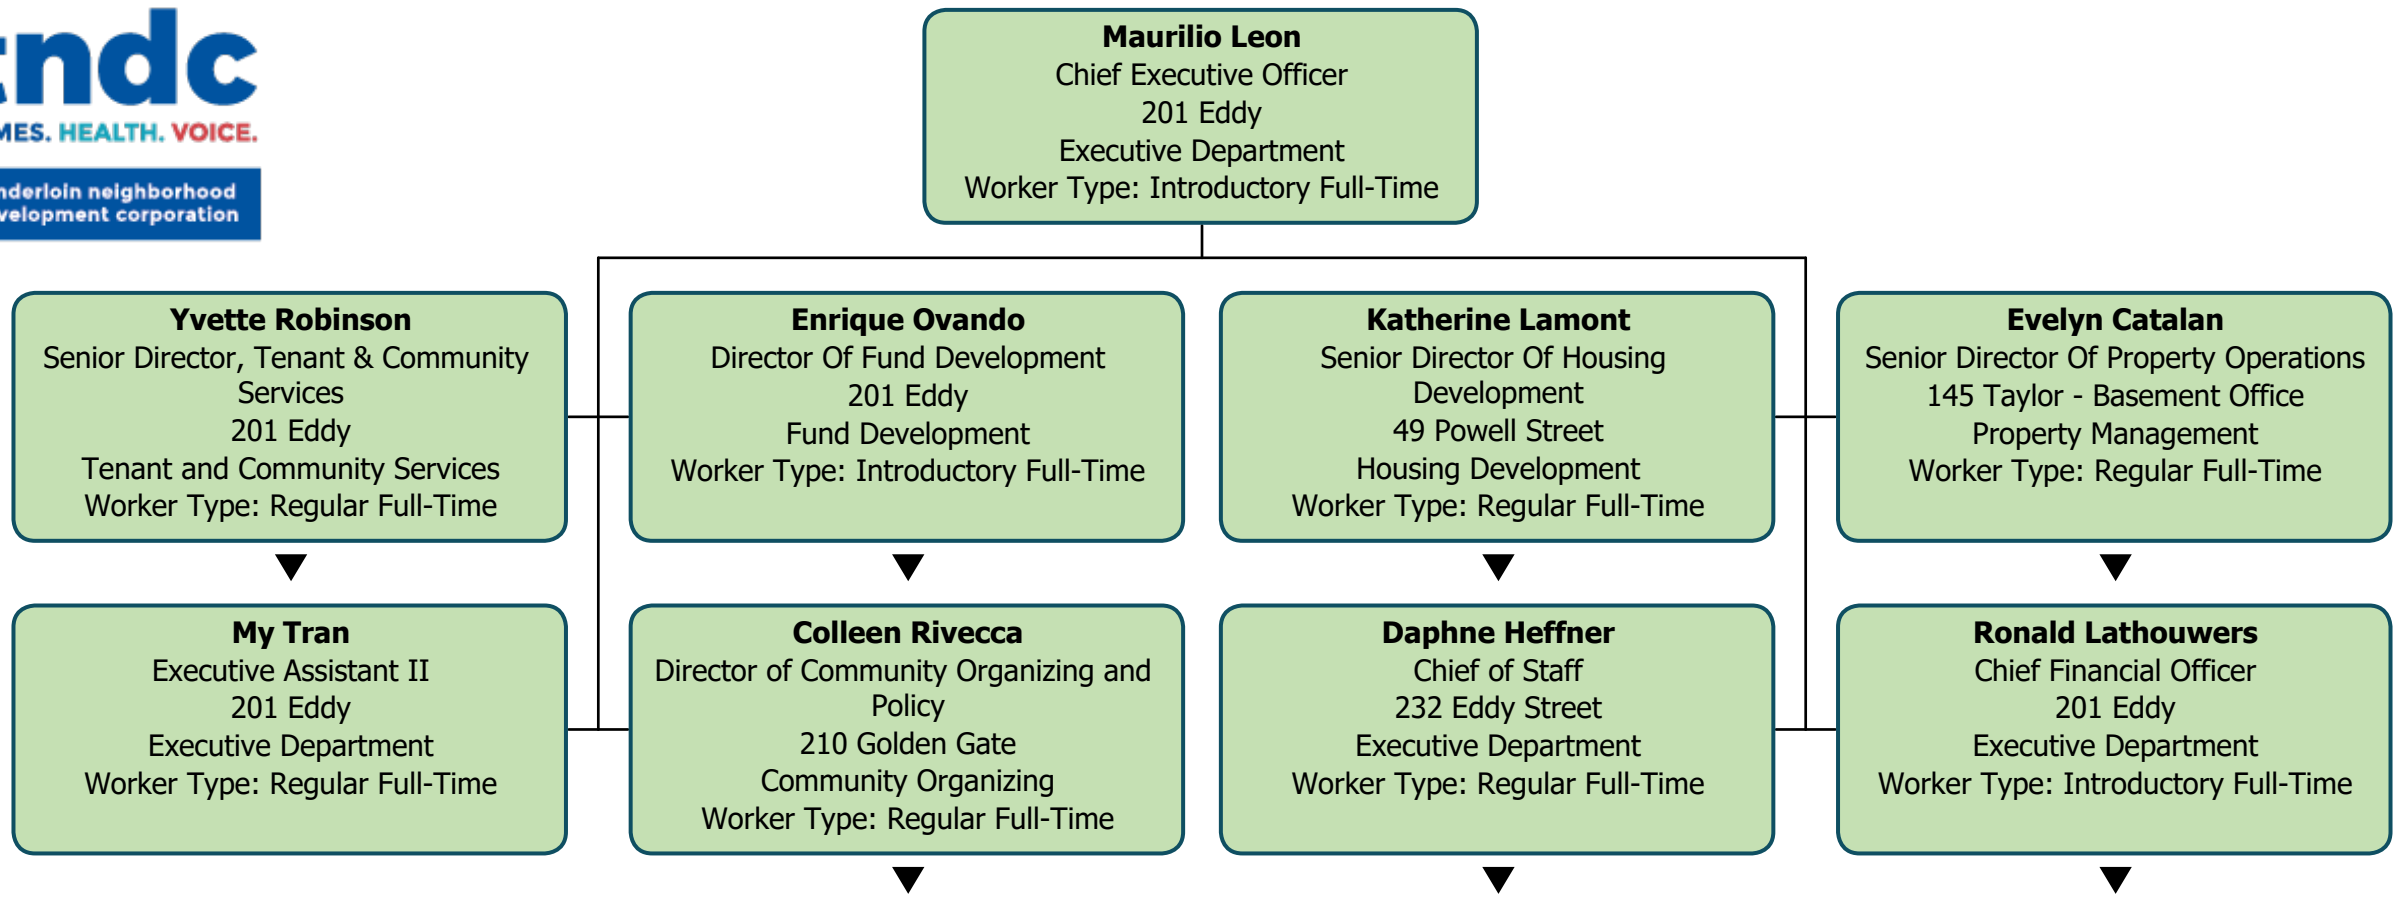 tndc
MES. HEALTH. VOICE.
nderloin neighborhood
velopment corporation
Maurilio Leon
Chief Executive Officer
201 Eddy
Executive Department
Worker Type: Introductory Full-Time
Yvette Robinson
Senior Director, Tenant & Community
Services
201 Eddy
Tenant and Community Services
Worker Type: Regular Full-Time
Enrique Ovando
Director Of Fund Development
201 Eddy
Fund Development
Worker Type: Introductory Full-Time
Katherine Lamont
Senior Director Of Housing
Development
49 Powell Street
Housing Development
Worker Type: Regular Full-Time
Evelyn Catalan
Senior Director Of Property Operations
145 Taylor - Basement Office
Property Management
Worker Type: Regular Full-Time
My Tran
Executive Assistant II
201 Eddy
Executive Department
Worker Type: Regular Full-Time
Colleen Rivecca
Director of Community Organizing and
Policy
210 Golden Gate
Community Organizing
Worker Type: Regular Full-Time
Daphne Heffner
Chief of Staff
232 Eddy Street
Executive Department
Worker Type: Regular Full-Time
Ronald Lathouwers
Chief Financial Officer
201 Eddy
Executive Department
Worker Type: Introductory Full-Time